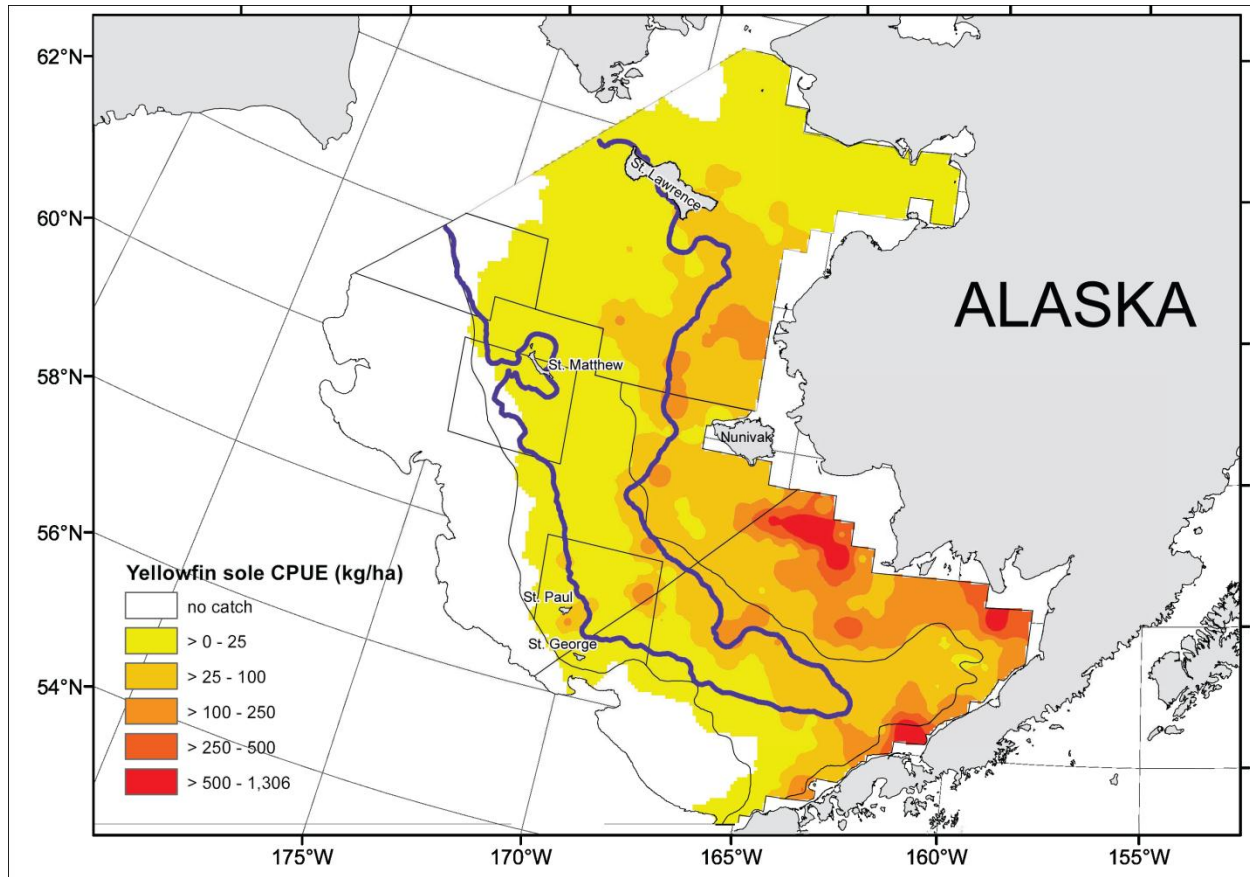 62°N
60°N
58°N
56°N
54°N
St. Lawrence
ALASKA
St. Matthew
Nunivak
St. Paul
St. George
Yellowfin sole CPUE (kg/ha)
no catch
> 0 - 25
> 25 - 100
> 100 - 250
> 250 - 500
> 500 - 1,306
175°W
170°W
165°W
160°W
155°W